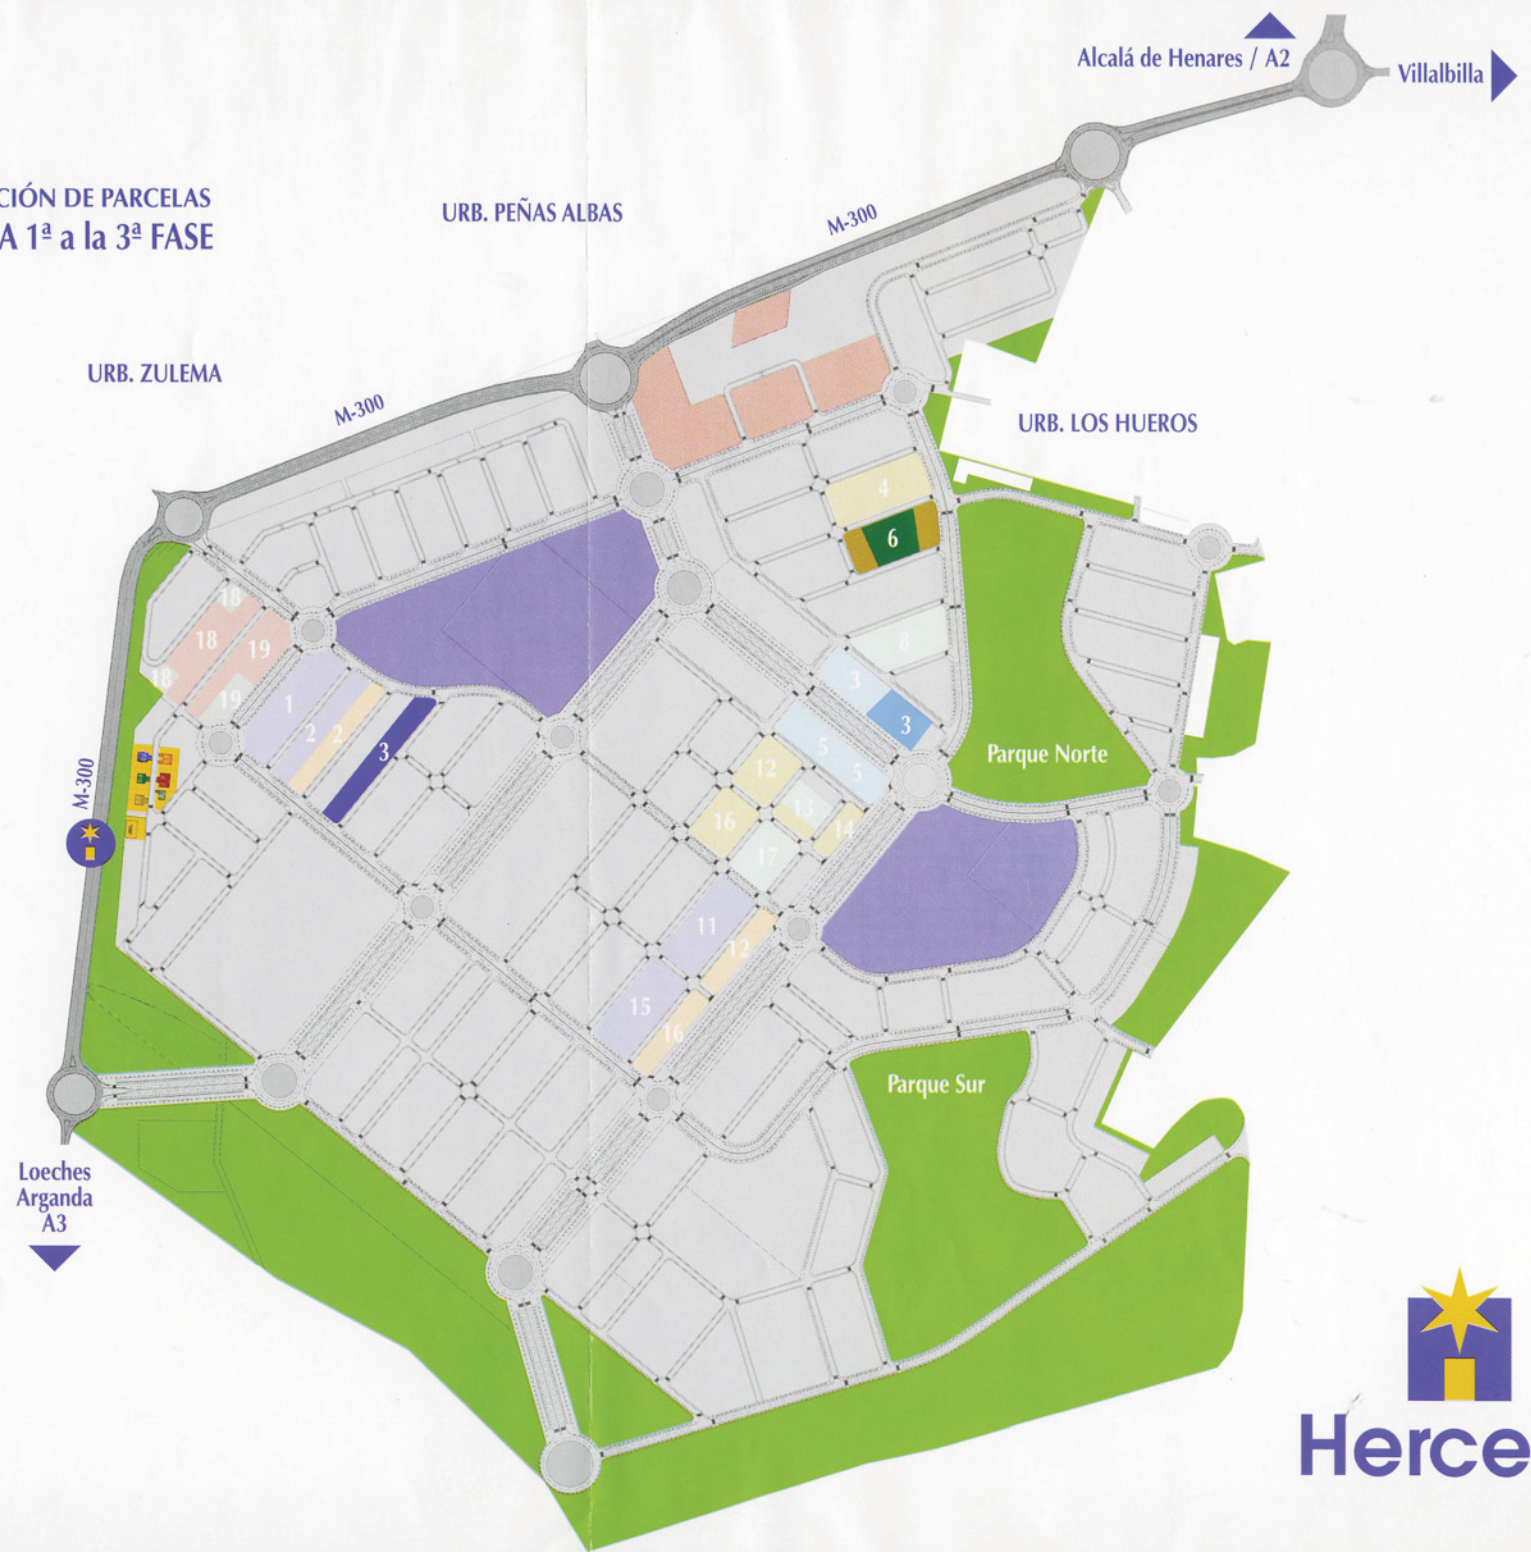 Alcalá de Henares / A2
Villalbilla
CIÓN DE PARCELAS
A 1ª a la 3ª FASE
URB. PEÑAS ALBAS
M-300
URB. ZULEMA
M-300
URB. LOS HUEROS
4
6
18
18
19
8
18
19
1
3
2
2
3
3
5
5
Parque Norte
12
M-300
13
16
14
17
11
12
15
16
Parque Sur
Loeches
Arganda
A3
Herce